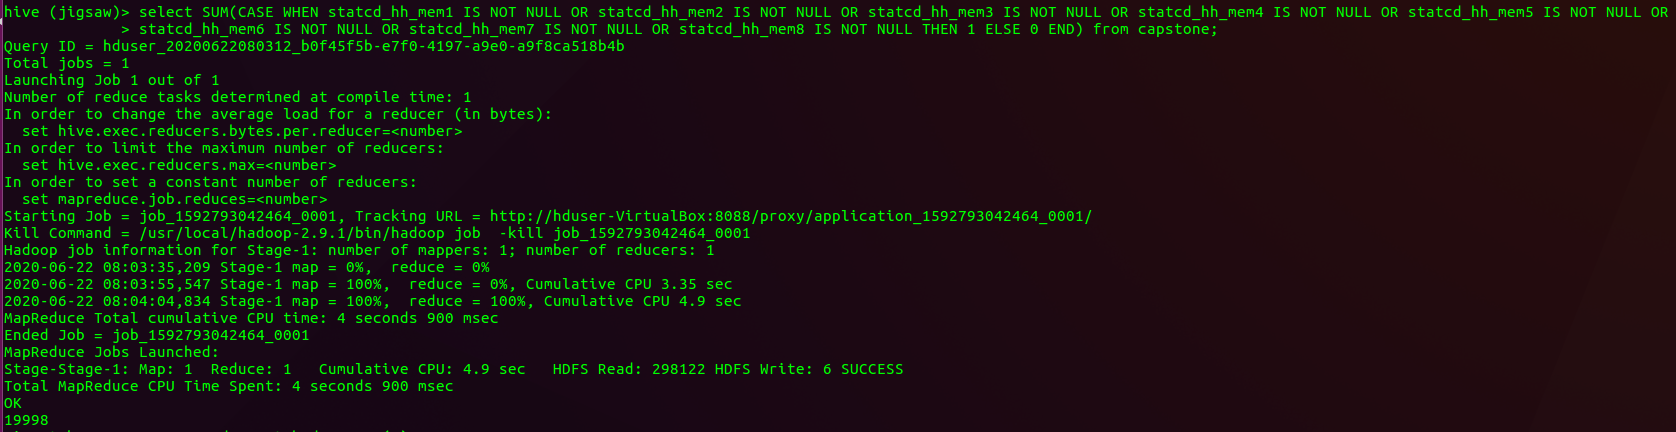 hive (jigsaw)> select SUM(CASE WHEN statcd_hh_mem1 IS NOT NULL OR statcd_hh_mem2 IS NOT NULL OR statcd_hh_mem3 IS NOT NULL OR statcd_hh_mem4 IS NOT NULL OR statcd_hh_mem5 IS NOT NULL OR
> statcd_hh_mem6 IS NOT NULL OR statcd_hh_mem7 IS NOT NULL OR statcd_hh_mem8 IS NOT NULL THEN 1 ELSE 0 END) from capstone;
Query ID = hduser_20200622080312_b0f45f5b-e7f0-4197-a9e0-a9f8ca518b4b
Total jobs = 1
Launching Job 1 out of 1
Number of reduce tasks determined at compile time: 1
In order to change the average load for a reducer (in bytes):
  set hive.exec.reducers.bytes.per.reducer=<number>
In order to limit the maximum number of reducers:
  set hive.exec.reducers.max=<number>
In order to set a constant number of reducers:
  set mapreduce.job.reduces=<number>
Starting Job = job_1592793042464_0001, Tracking URL = http://hduser-VirtualBox:8088/proxy/application_1592793042464_0001/
Kill Command = /usr/local/hadoop-2.9.1/bin/hadoop job  -kill job_1592793042464_0001
Hadoop job information for Stage-1: number of mappers: 1; number of reducers: 1
2020-06-22 08:03:35,209 Stage-1 map = 0%,  reduce = 0%
2020-06-22 08:03:55,547 Stage-1 map = 100%,  reduce = 0%, Cumulative CPU 3.35 sec
2020-06-22 08:04:04,834 Stage-1 map = 100%,  reduce = 100%, Cumulative CPU 4.9 sec
MapReduce Total cumulative CPU time: 4 seconds 900 msec
Ended Job = job_1592793042464_0001
MapReduce Jobs Launched:
Stage-Stage-1: Map: 1  Reduce: 1   Cumulative CPU: 4.9 sec   HDFS Read: 298122 HDFS Write: 6 SUCCESS
Total MapReduce CPU Time Spent: 4 seconds 900 msec
OK
19998